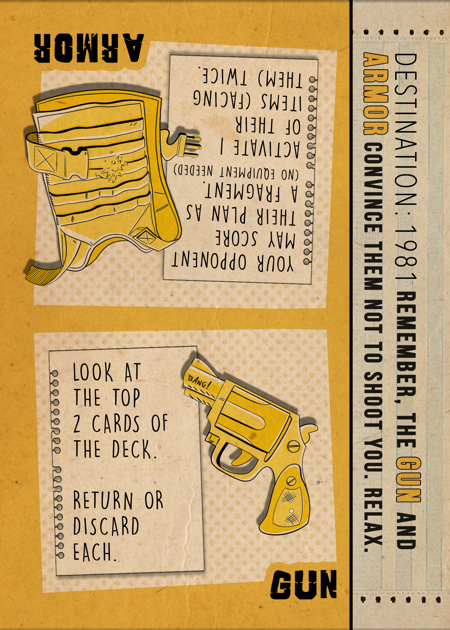 ARMOR
YOUR OPPONENT
MAY SCORE
THEIR PLAN AS
A FRAGMENT.
(NO EQUIPMENT NEEDED)
ACTIVATE 1
OF THEIR
ITEMS (FACING
THEM) TWICE.
LOOK AT
THE TOP
2 CARDS OF
THE DECK.
RETURN OR
DISCARD
EACH.
BANG!
GUN
DESTINATION: 1981 REMEMBER, THE GUN AND
ARMOR CONVINCE THEM NOT TO SHOOT YOU. RELAX.